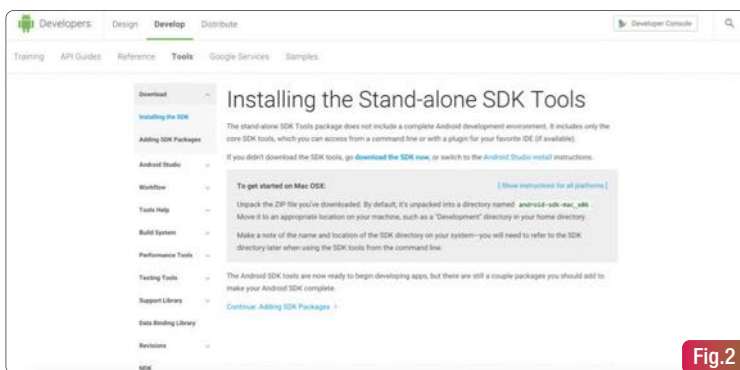 Developers Design Develop Distribute Developer Console
Training API Guides Reference Tools Google Services Samples
Download
Installing the SDK
Adding SDK Packages
Android Studio
Workflow
Tools Help
Build System
Performance Tools
Testing Tools
Support Library
Data Binding Library
Revisions
NDK
Installing the Stand-alone SDK Tools
The stand-alone SDK Tools package does not include a complete Android development environment. It includes only the
core SDK tools, which you can access from a command line or with a plugin for your favorite IDE (if available).
If you didn't download the SDK tools, go download the SDK now, or switch to the Android Studio install instructions.
To get started on Mac OSX: [ Show instructions for all platforms ]
Unpack the ZIP file you've downloaded. By default, it's unpacked into a directory named android-sdk-mac_x86.
Move it to an appropriate location on your machine, such as a "Development" directory in your home directory.
Make a note of the name and location of the SDK directory on your system—you will need to refer to the SDK
directory later when using the SDK tools from the command line.
The Android SDK tools are now ready to begin developing apps, but there are still a couple packages you should add to
make your Android SDK complete.
Continue: Adding SDK Packages
Fig.2